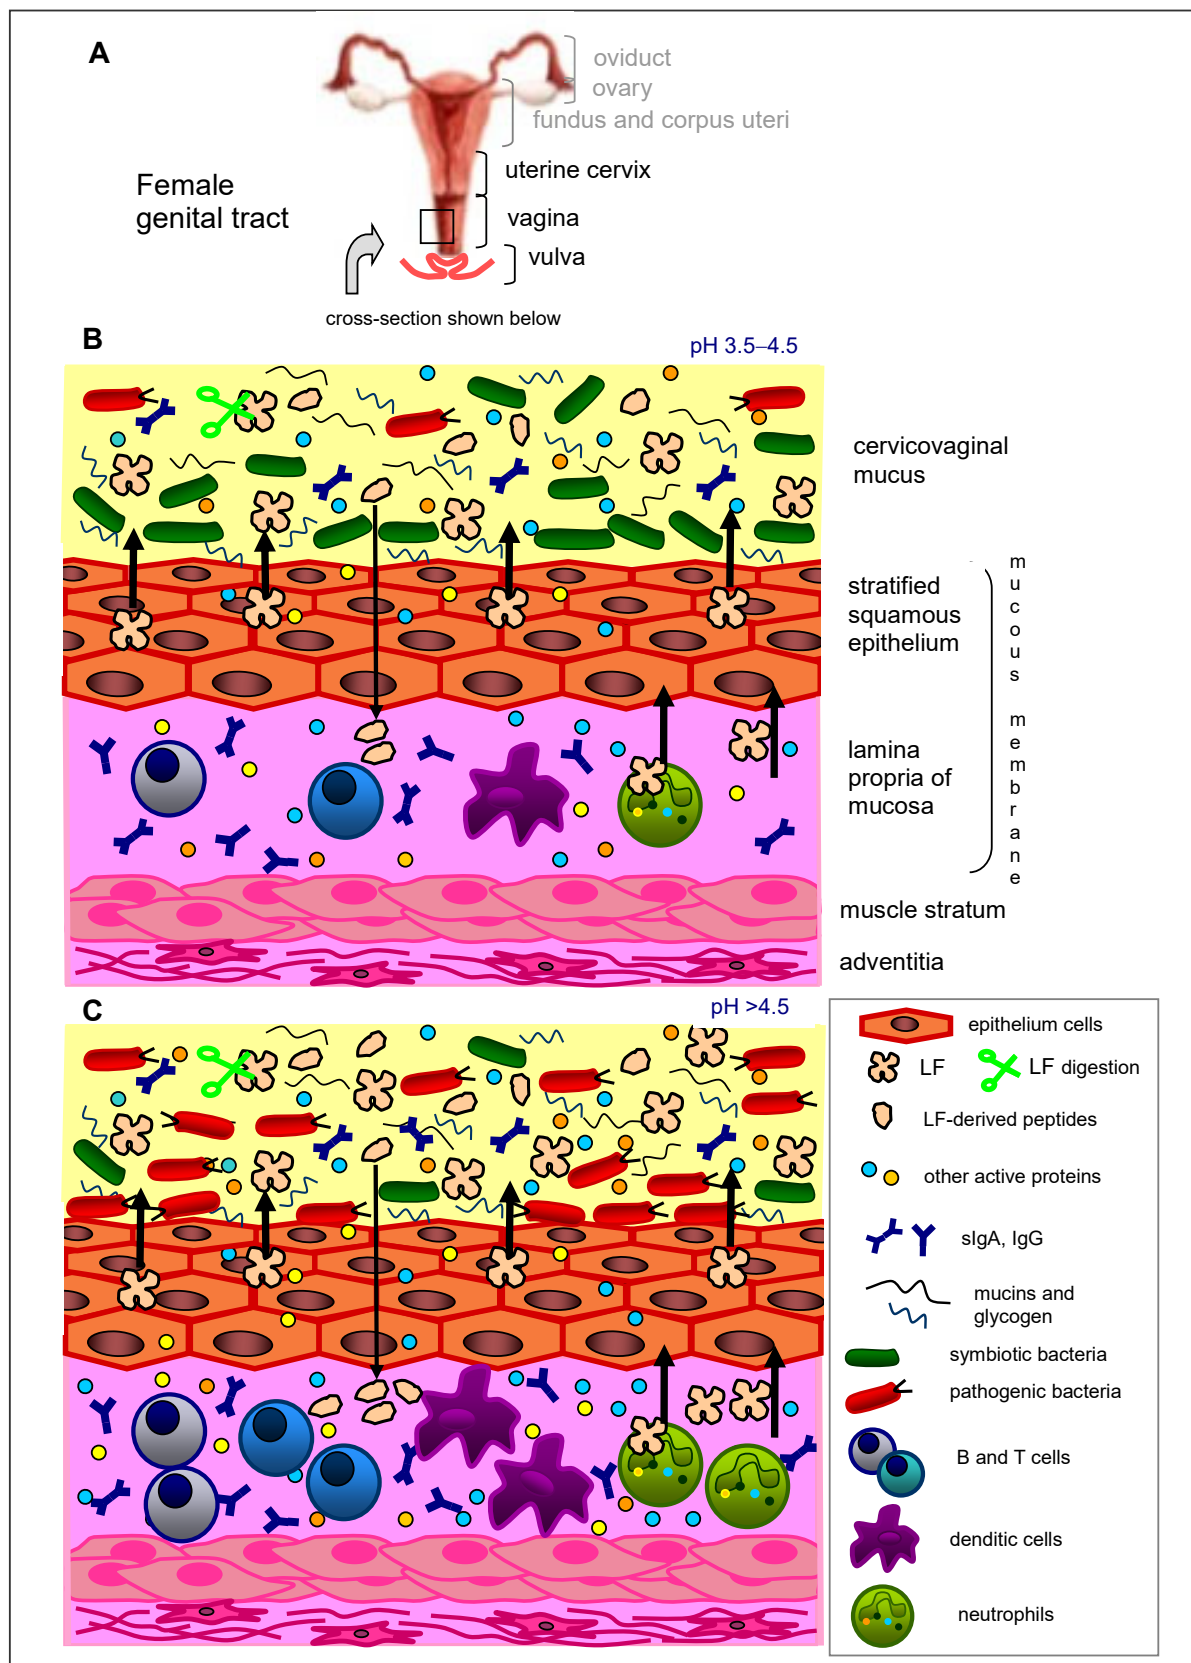 A
oviduct
ovary
fundus and corpus uteri
uterine cervix
Female
genital tract
vagina
vulva
cross-section shown below
B
pH 3.5–4.5
cervicovaginal
mucus
stratified
squamous
epithelium
lamina
propria of
mucosa
mucous membrane
muscle stratum
adventitia
C
pH >4.5
epithelium cells
LF
LF digestion
LF-derived peptides
other active proteins
sIgA, IgG
mucins and
glycogen
symbiotic bacteria
pathogenic bacteria
B and T cells
denditic cells
neutrophils